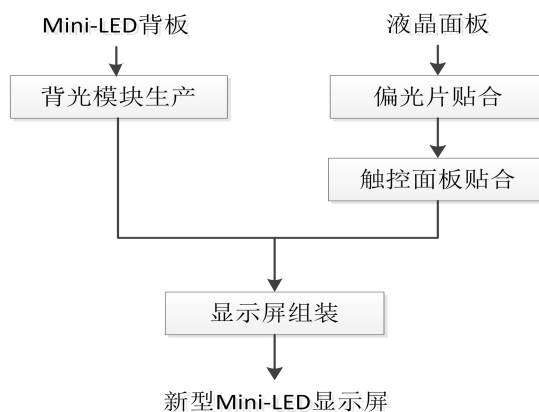 Mini-LED背板
液晶面板
背光模块生产
偏光片贴合
触控面板贴合
显示屏组装
新型Mini-LED显示屏